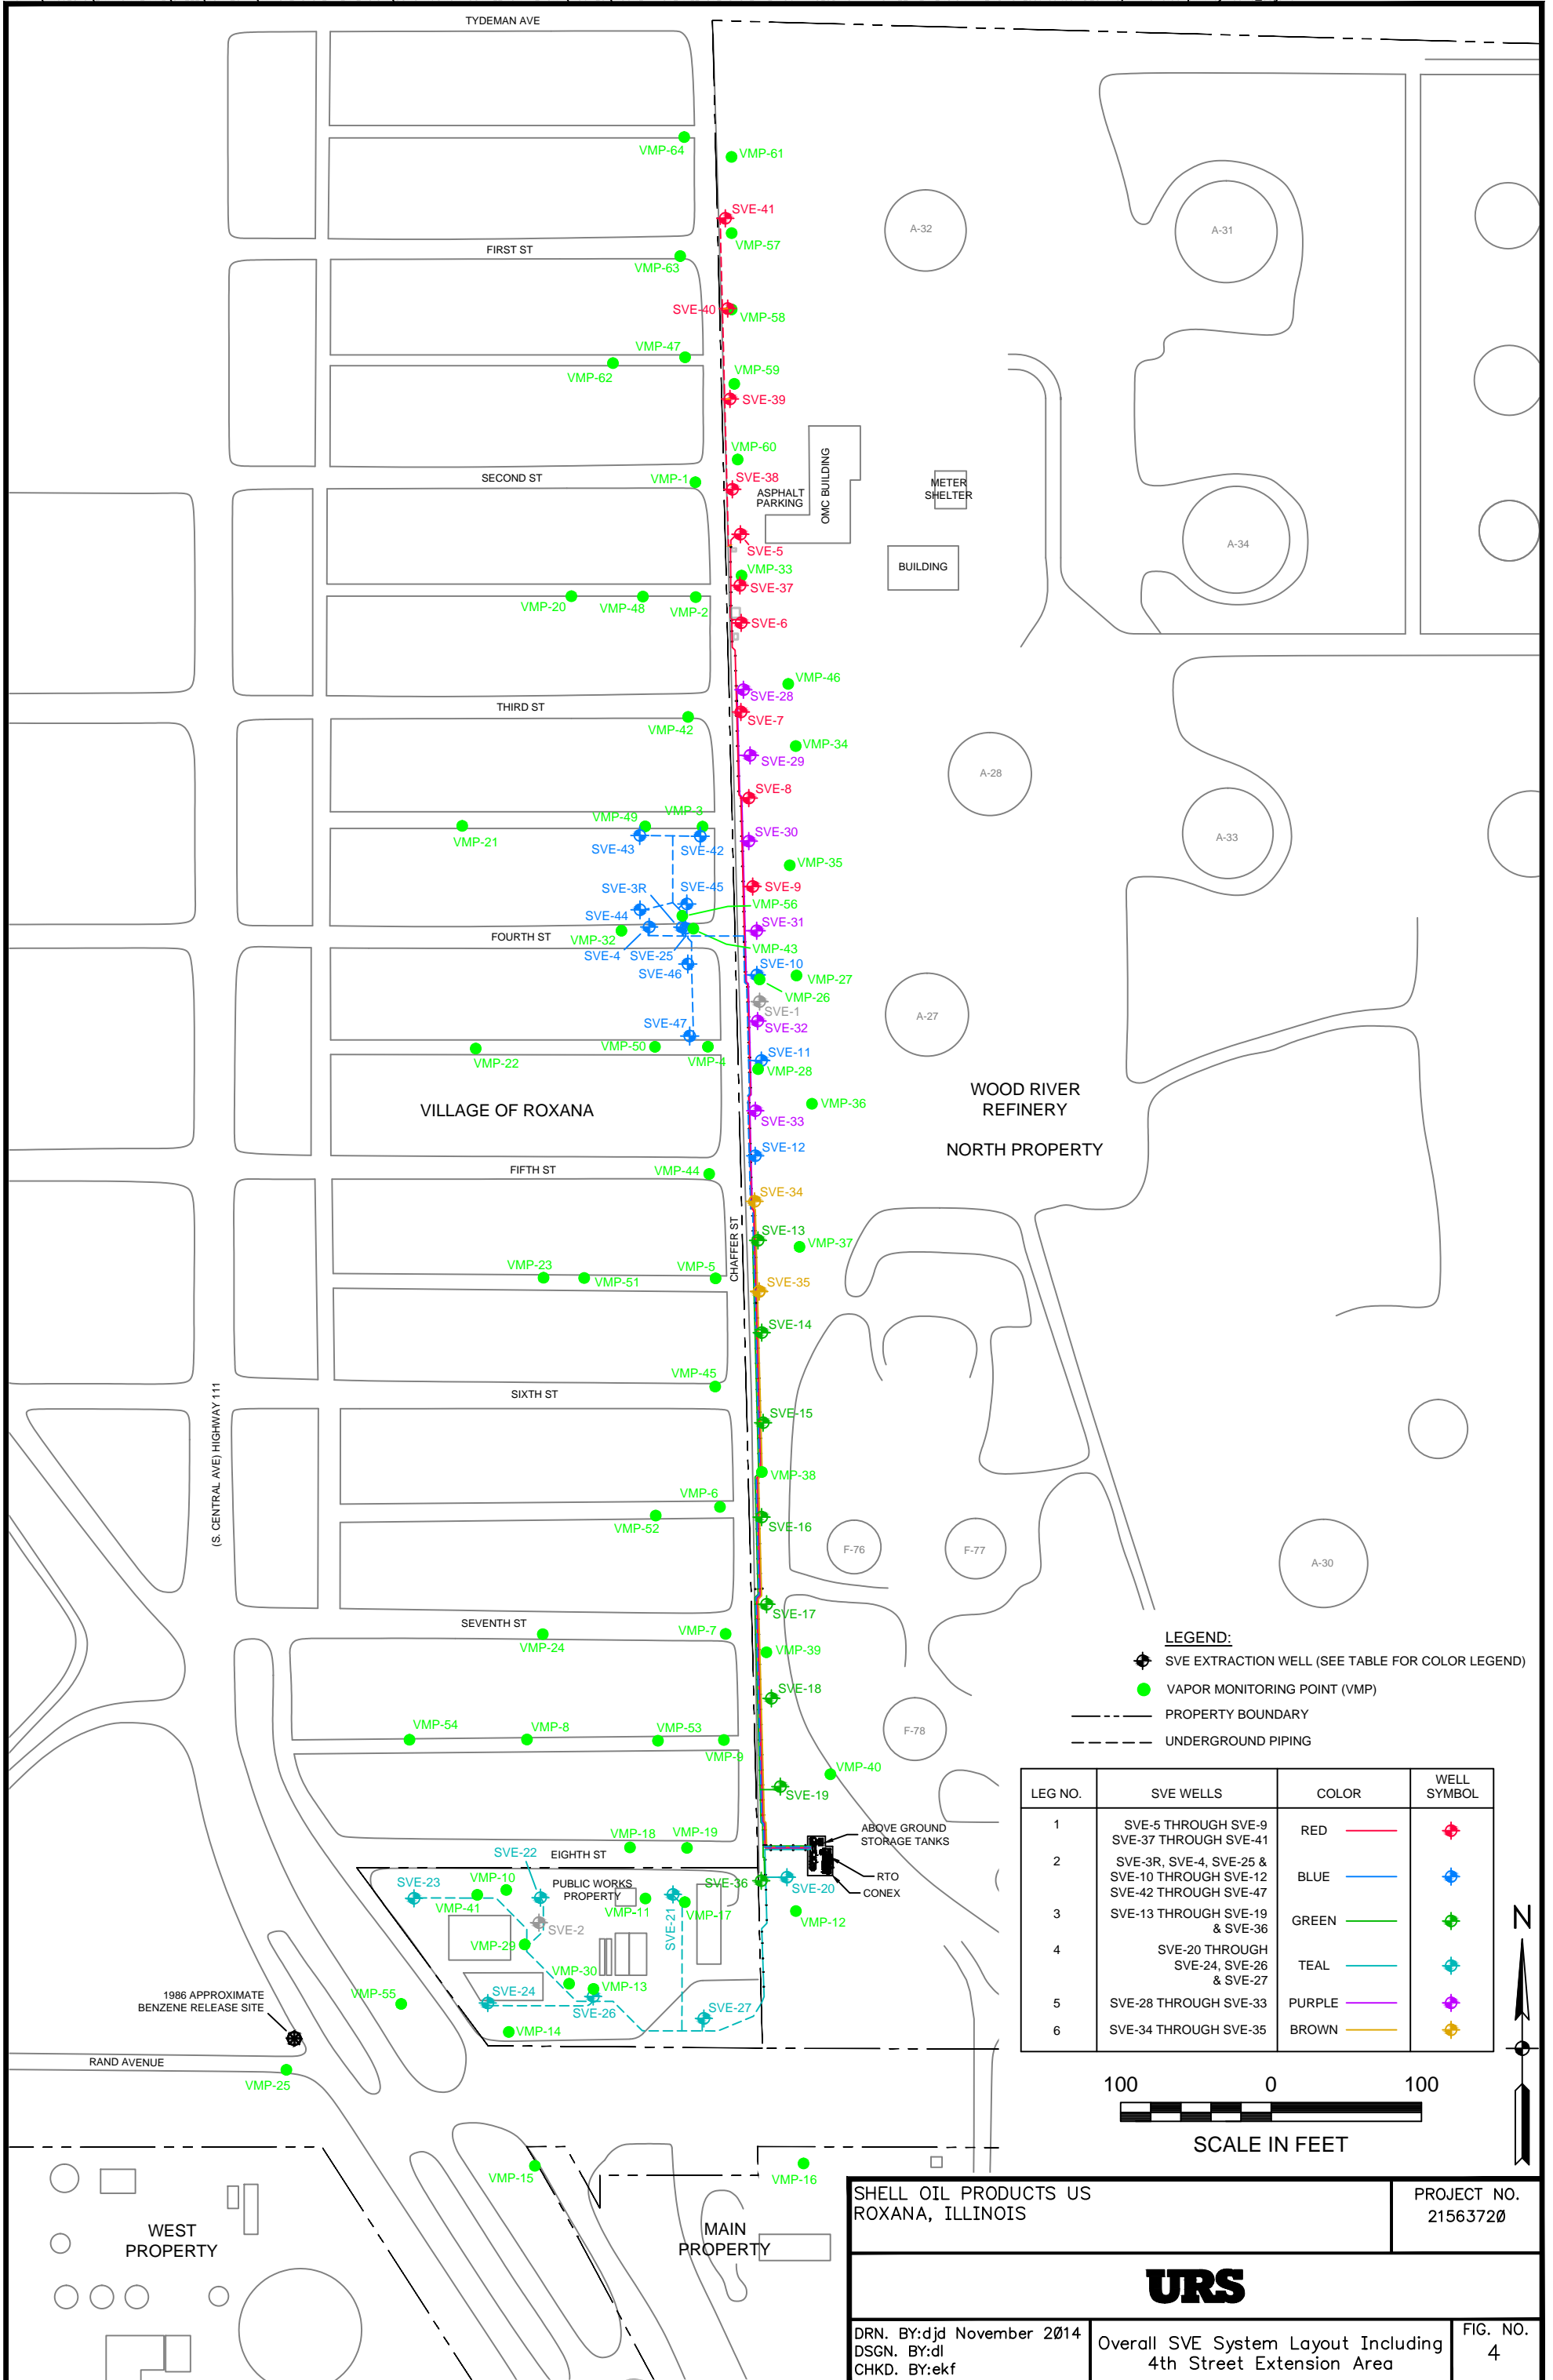 TYDEMAN AVE
VMP-64
VMP-61
SVE-41
VMP-57
A-32
A-31
FIRST ST
VMP-63
SVE-40
VMP-58
VMP-47
VMP-62
VMP-59
SVE-39
VMP-60
SECOND ST
VMP-1
SVE-38
ASPHALT
PARKING
OMC BUILDING
METER
SHELTER
SVE-5
A-34
VMP-33
BUILDING
SVE-37
VMP-20
VMP-48
VMP-2
SVE-6
VMP-46
SVE-28
THIRD ST
VMP-42
SVE-7
VMP-34
SVE-29
A-28
SVE-8
VMP-49
VMP-3
VMP-21
SVE-43
SVE-42
SVE-30
A-33
VMP-35
SVE-3R
SVE-45
SVE-9
VMP-56
SVE-44
SVE-31
FOURTH ST
VMP-32
VMP-43
SVE-4
SVE-25
SVE-46
SVE-10
VMP-27
VMP-26
SVE-1
A-27
SVE-47
SVE-32
VMP-22
VMP-50
VMP-4
SVE-11
VMP-28
WOOD RIVER
REFINERY
NORTH PROPERTY
VILLAGE OF ROXANA
VMP-36
SVE-33
SVE-12
FIFTH ST
VMP-44
SVE-34
CHAFFER ST
SVE-13
VMP-37
VMP-23
VMP-51
VMP-5
SVE-35
SVE-14
VMP-45
SIXTH ST
(S. CENTRAL AVE) HIGHWAY 111
SVE-15
VMP-38
VMP-6
VMP-52
SVE-16
F-76
F-77
A-30
SVE-17
SEVENTH ST
VMP-24
VMP-7
VMP-39
SVE-18
F-78
VMP-54
VMP-8
VMP-53
VMP-9
VMP-40
SVE-19
VMP-18
VMP-19
ABOVE GROUND
STORAGE TANKS
EIGHTH ST
SVE-22
RTO
CONEX
SVE-23
VMP-10
PUBLIC WORKS
PROPERTY
SVE-36
SVE-20
VMP-41
VMP-11
SVE-21
VMP-17
VMP-12
SVE-2
VMP-29
VMP-30
VMP-13
VMP-55
SVE-24
SVE-26
SVE-27
1986 APPROXIMATE
BENZENE RELEASE SITE
VMP-14
RAND AVENUE
VMP-25
VMP-15
VMP-16
WEST
PROPERTY
MAIN
PROPERTY
LEGEND:
SVE EXTRACTION WELL (SEE TABLE FOR COLOR LEGEND)
VAPOR MONITORING POINT (VMP)
PROPERTY BOUNDARY
UNDERGROUND PIPING
LEG NO. SVE WELLS COLOR WELL SYMBOL
1 SVE-5 THROUGH SVE-9 RED
SVE-37 THROUGH SVE-41
2 SVE-3R, SVE-4, SVE-25 &
SVE-10 THROUGH SVE-12 BLUE
SVE-42 THROUGH SVE-47
3 SVE-13 THROUGH SVE-19 GREEN
& SVE-36
4 SVE-20 THROUGH
SVE-24, SVE-26 TEAL
& SVE-27
5 SVE-28 THROUGH SVE-33 PURPLE
6 SVE-34 THROUGH SVE-35 BROWN
N
100 0 100
SCALE IN FEET
SHELL OIL PRODUCTS US
ROXANA, ILLINOIS
PROJECT NO.
21563720
URS
DRN. BY:djd November 2014
DSGN. BY:dl
CHKD. BY:ekf
Overall SVE System Layout Including
4th Street Extension Area
FIG. NO.
4